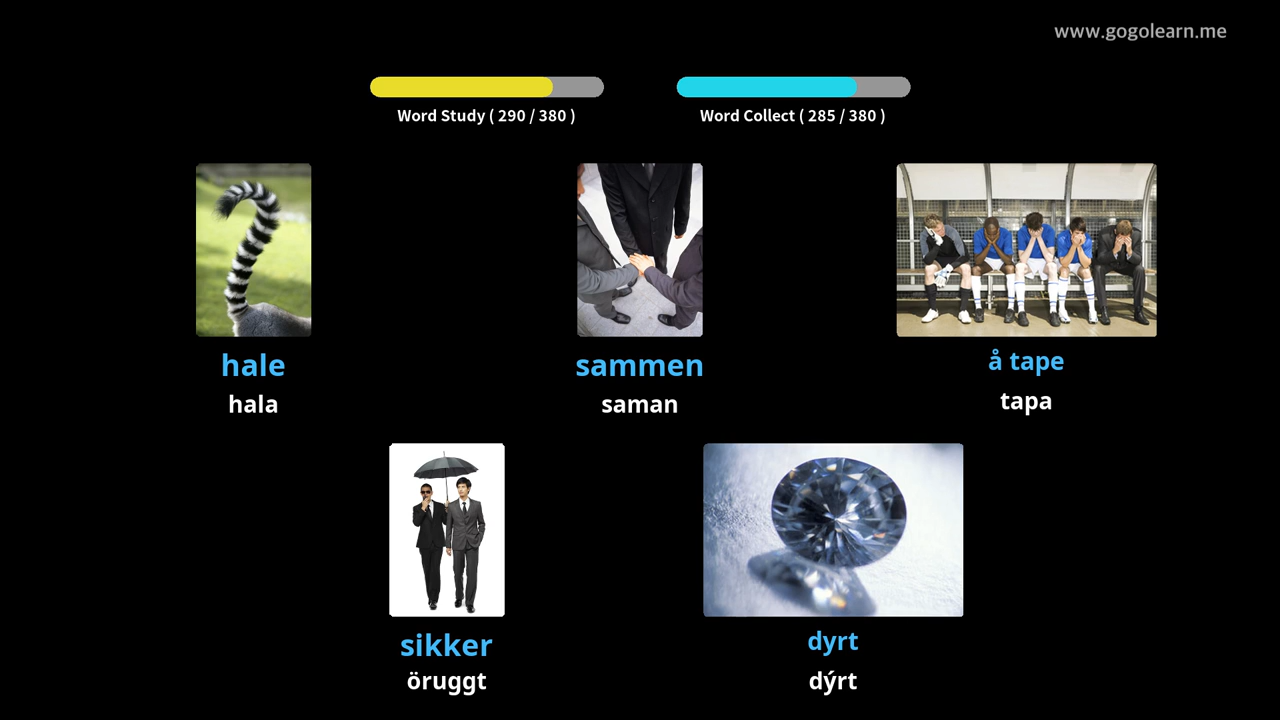 www.gogolearn.me
Word Study ( 290 / 380 )
Word Collect ( 285 / 380 )
hale
hala
sammen
saman
å tape
tapa
sikker
öruggt
dyrt
dýrt